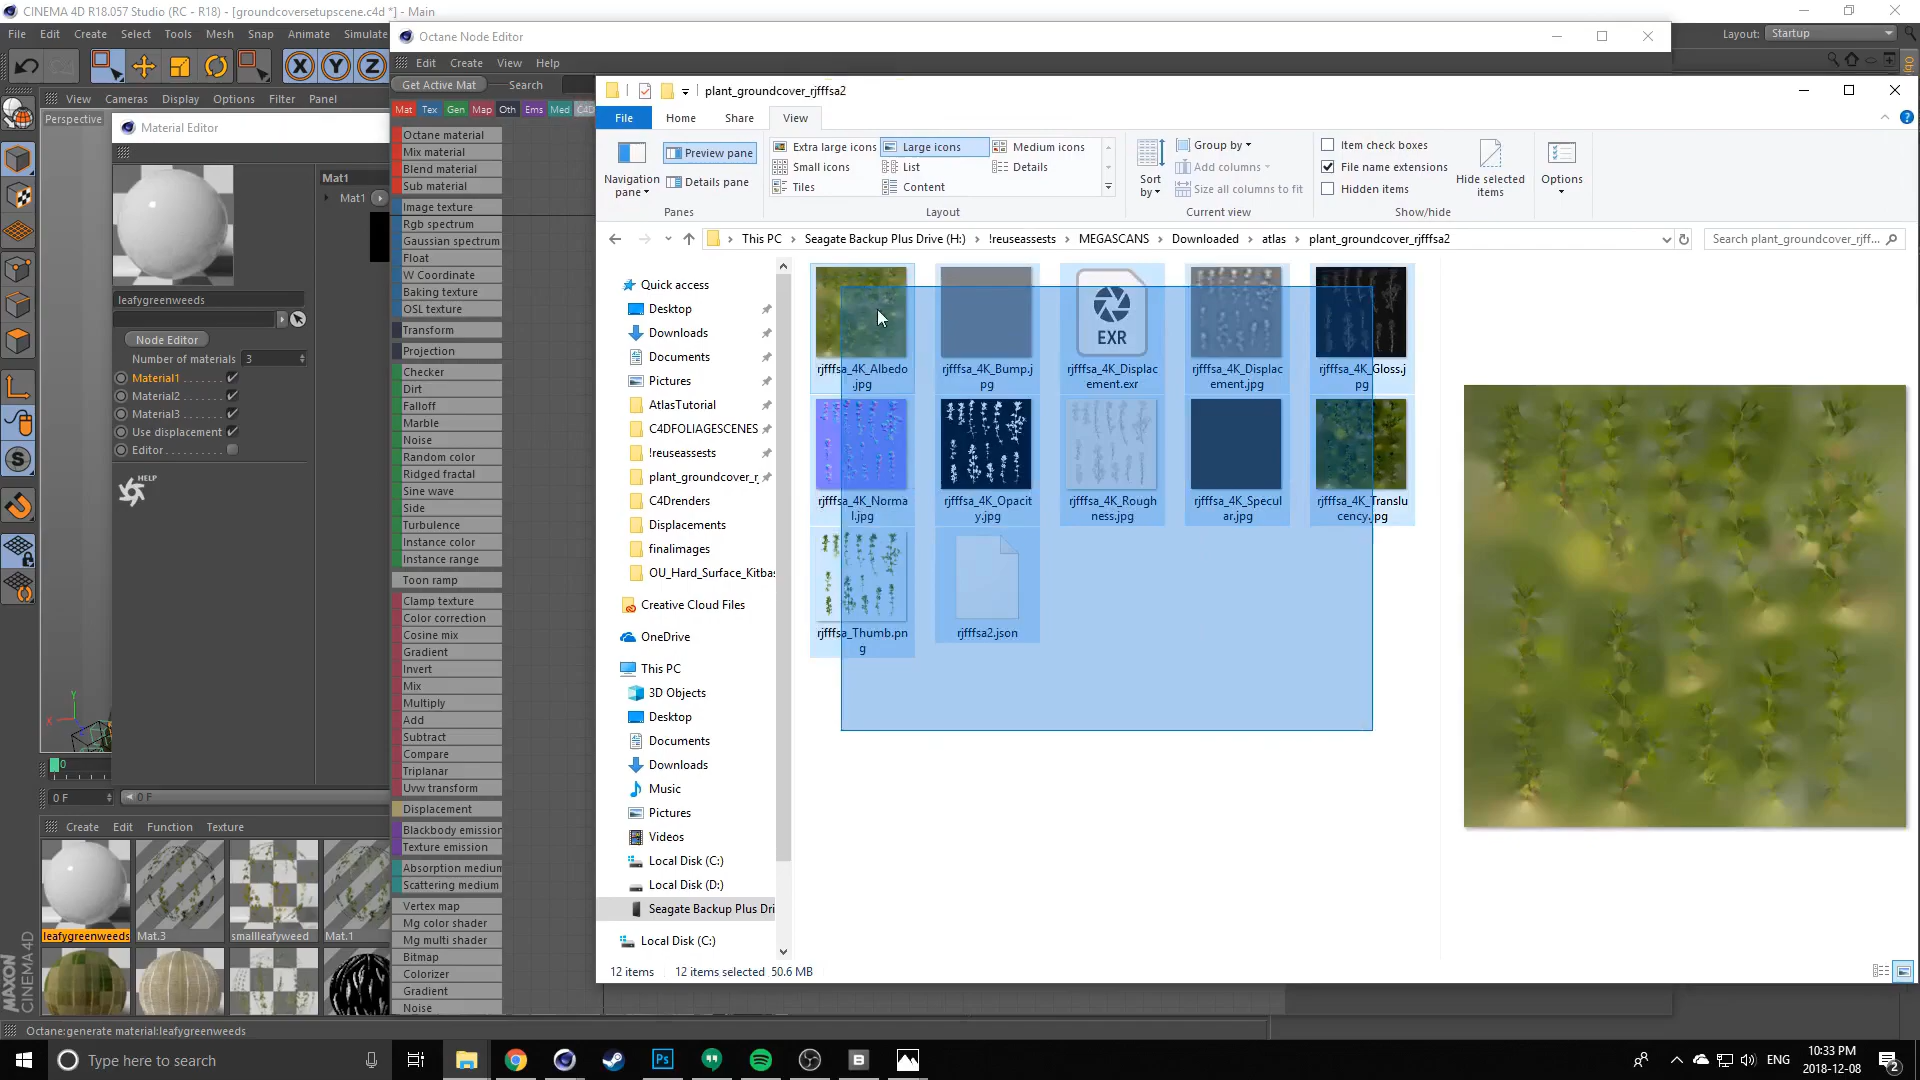 CINEMA 4D R18.057 Studio (RC - R18) - [groundcoversetupscene.c4d *] - Main
File Edit Create Select Tools Mesh Snap Animate Simulate
Layout: Startup
Octane Node Editor
Edit Create View Help
Get Active Mat Search
Mat Tex Gen Map Oth Ems Med C4D
View Cameras Display Options Filter Panel
Perspective
Material Editor
Mat1
Mat1
leafygreenweeds
Node Editor
Number of materials 3
Material1
Material2
Material3
Use displacement
Editor
HELP
Octane material
Mix material
Blend material
Sub material
Image texture
Rgb spectrum
Gaussian spectrum
Float
W Coordinate
Baking texture
OSL texture
Transform
Projection
Checker
Dirt
Falloff
Marble
Noise
Random color
Ridged fractal
Sine wave
Side
Turbulence
Instance color
Instance range
Toon ramp
Clamp texture
Color correction
Cosine mix
Gradient
Invert
Mix
Multiply
Add
Subtract
Compare
Triplanar
Uvw transform
Displacement
Blackbody emission
Texture emission
Absorption medium
Scattering medium
Vertex map
Mg color shader
Mg multi shader
Bitmap
Colorizer
Gradient
Noise
plant_groundcover_rjfffsa2
File Home Share View
Navigation pane
Preview pane
Details pane
Panes
Extra large icons Large icons Medium icons
Small icons List Details
Tiles Content
Layout
Sort by
Group by
Add columns
Size all columns to fit
Current view
Item check boxes
File name extensions
Hidden items
Hide selected items
Show/hide
Options
This PC Seagate Backup Plus Drive (H:) !reuseassests MEGASCANS Downloaded atlas plant_groundcover_rjfffsa2
Search plant_groundcover_rjff...
Quick access
Desktop
Downloads
Documents
Pictures
AtlasTutorial
C4DFOLIAGESCENES
!reuseassests
plant_groundcover_r
C4Drenders
Displacements
finalimages
OU_Hard_Surface_Kitbas
Creative Cloud Files
OneDrive
This PC
3D Objects
Desktop
Documents
Downloads
Music
Pictures
Videos
Local Disk (C:)
Local Disk (D:)
Seagate Backup Plus Dri
Local Disk (C:)
EXR
rjfffsa_4K_Albedo.jpg
rjfffsa_4K_Bump.jpg
rjfffsa_4K_Displacement.exr
rjfffsa_4K_Displacement.jpg
rjfffsa_4K_Gloss.jpg
rjfffsa_4K_Normal.jpg
rjfffsa_4K_Opacity.jpg
rjfffsa_4K_Roughness.jpg
rjfffsa_4K_Specular.jpg
rjfffsa_4K_Translucency.jpg
rjfffsa_Thumb.png
rjfffsa2.json
12 items 12 items selected 50.6 MB
X Y Z
Y
X
0
0 F
0 F
Create Edit Function Texture
leafygreenweeds Mat.3 smallleafyweed Mat.1
MAXON CINEMA 4D
Octane:generate material:leafygreenweeds
Type here to search
Ps
B
ENG
10:33 PM
2018-12-08
2